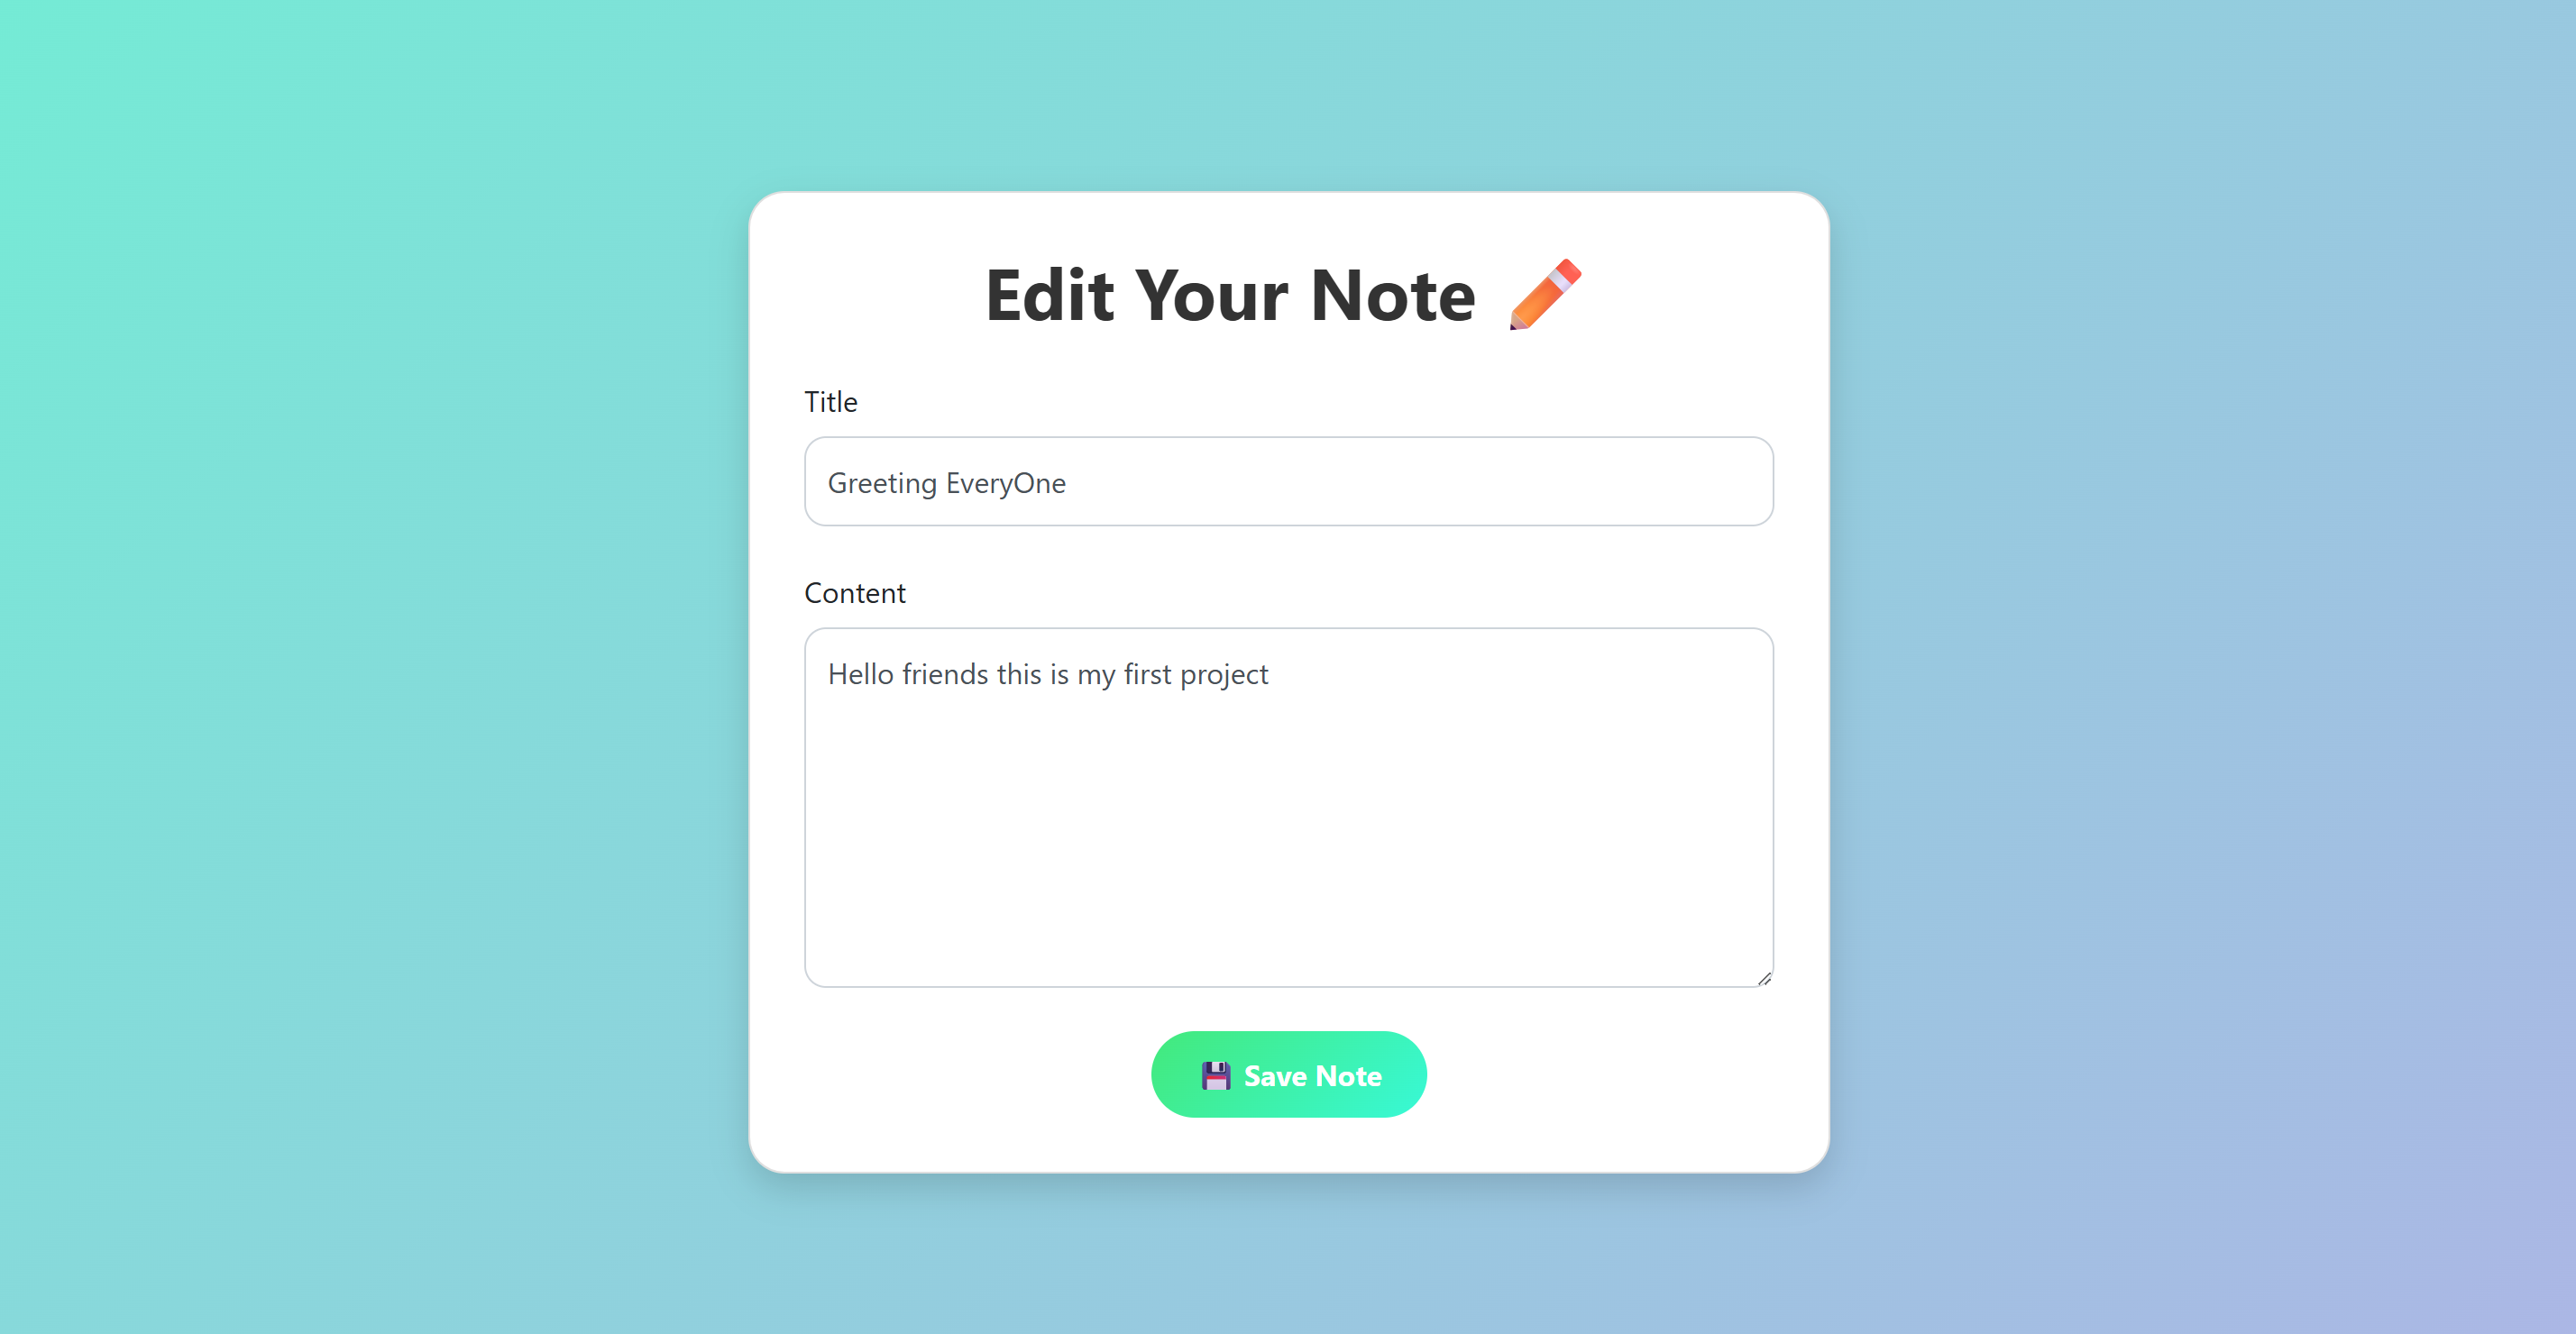 Edit Your Note ✏️
Title
Greeting EveryOne
Content
Hello friends this is my first project
💾 Save Note